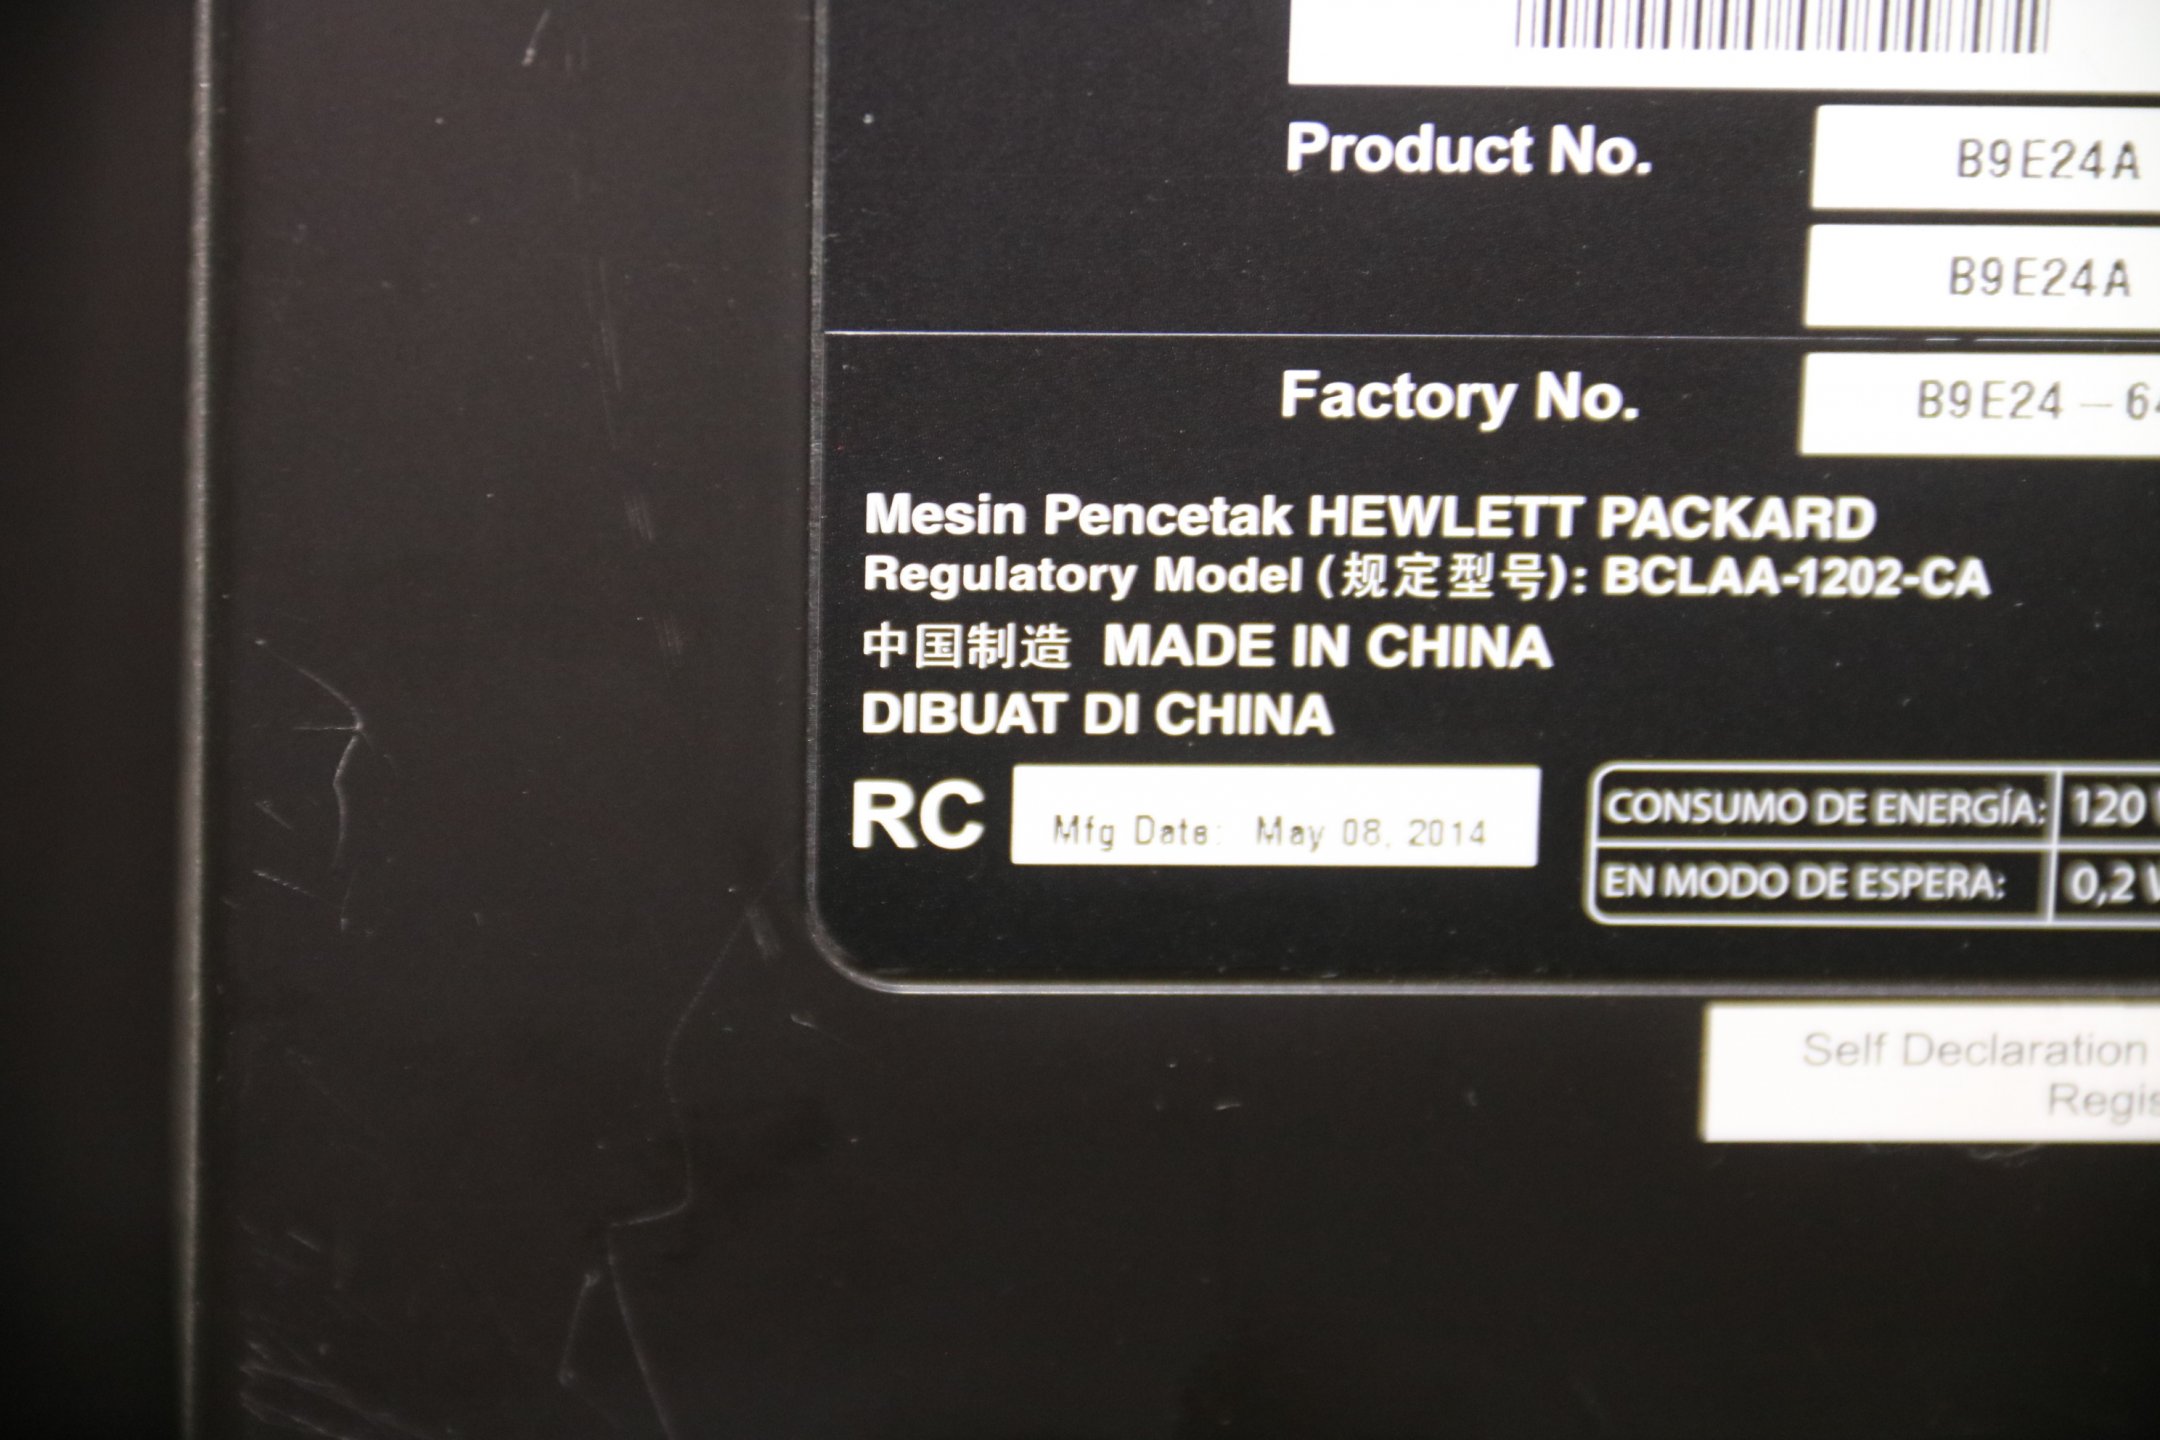 Product No. B9E24A
B9E24A
Factory No. B9E24-64
Mesin Pencetak HEWLETT PACKARD
Regulatory Model (规定型号): BCLAA-1202-CA
中国制造 MADE IN CHINA
DIBUAT DI CHINA
RC Mfg Date: May 08, 2014
CONSUMO DE ENERGÍA: 120
EN MODO DE ESPERA: 0,2
Self Declaration
Regis